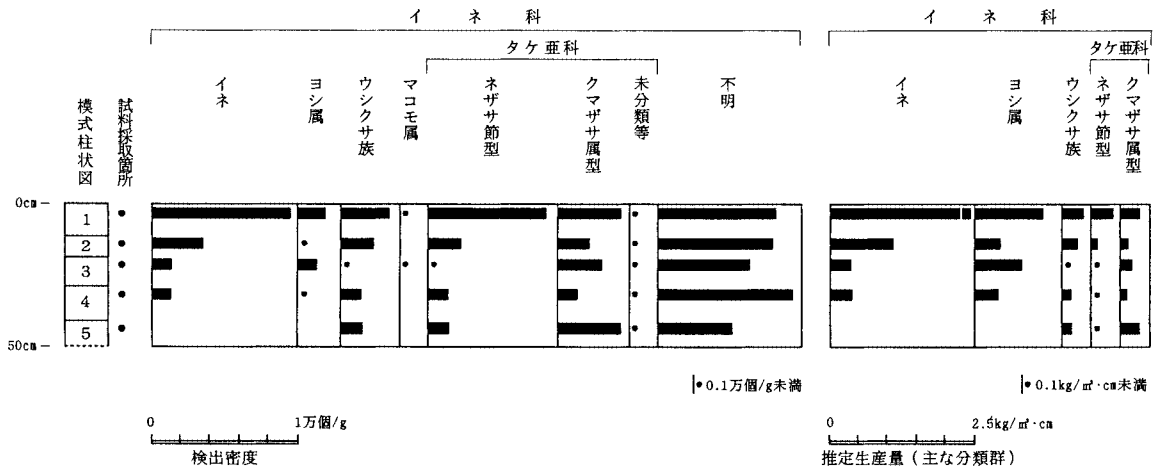 イネ科
イネ科
タケ亜科
タケ亜科
模式柱状図
試料採取箇所
イネ
ヨシ属
ウシクサ族
マコモ属
ネザサ節型
クマザサ属型
未分類等
不明
イネ
ヨシ属
ウシクサ族
ネザサ節型
クマザサ属型
0cm
1
2
3
4
5
50cm
•0.1万個/g未満
•0.1kg/㎡·cm未満
0 1万個/g
検出密度
0 2.5kg/㎡·cm
推定生産量(主な分類群)